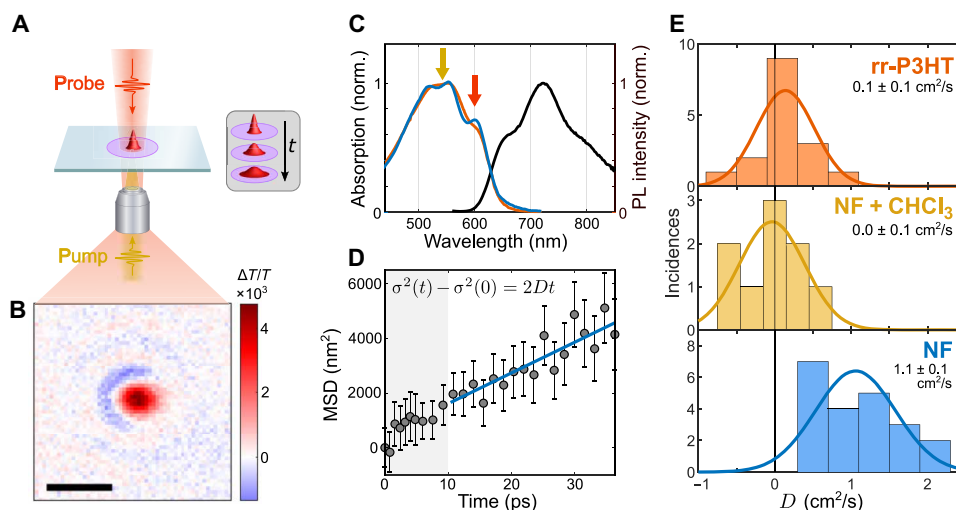 A
Probe
t
Pump
B
ΔT/T
×10³
4
2
0
C
Absorption (norm.)
1
0
500
600
700
800
Wavelength (nm)
1
0
PL intensity (norm.)
D
σ²(t) − σ²(0) = 2Dt
MSD (nm²)
6000
4000
2000
0
0
10
20
30
Time (ps)
E
10
5
0
rr-P3HT
0.1 ± 0.1 cm²/s
3
2
1
0
NF + CHCl₃
0.0 ± 0.1 cm²/s
Incidences
8
6
4
2
0
NF
1.1 ± 0.1
cm²/s
−1
0
1
2
D (cm²/s)